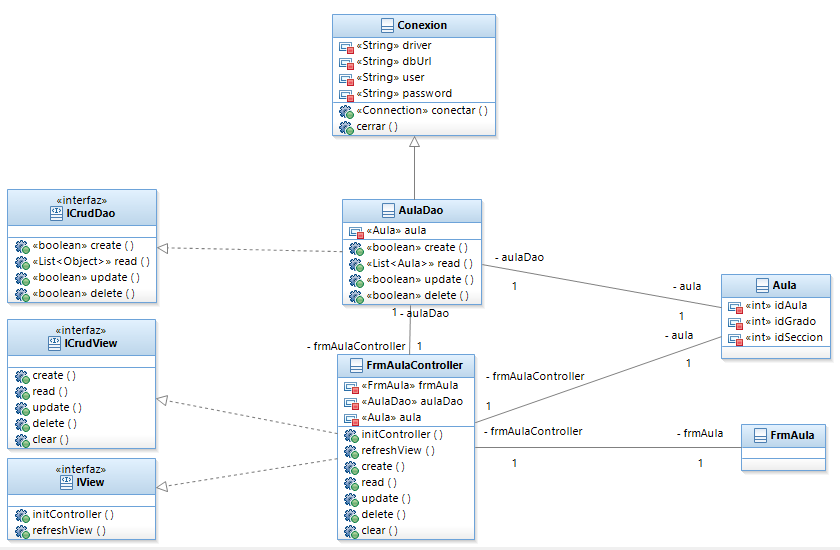 Conexion
«String» driver
«String» dbUrl
«String» user
«String» password
«Connection» conectar ( )
cerrar ( )
«interfaz»
ICrudDao
«boolean» create ( )
«List<Object>» read ( )
«boolean» update ( )
«boolean» delete ( )
AulaDao
«Aula» aula
«boolean» create ( )
«List<Aula>» read ( )
«boolean» update ( )
«boolean» delete ( )
- aulaDao
1
- aula
1
Aula
«int» idAula
«int» idGrado
«int» idSeccion
1 - aulaDao
- frmAulaController 1
«interfaz»
ICrudView
create ( )
read ( )
update ( )
delete ( )
clear ( )
FrmAulaController
«FrmAula» frmAula
«AulaDao» aulaDao
«Aula» aula
initController ( )
refreshView ( )
create ( )
read ( )
update ( )
delete ( )
clear ( )
- aula
1
- frmAulaController
1
- frmAulaController
1
- frmAula
1
FrmAula
«interfaz»
IView
initController ( )
refreshView ( )